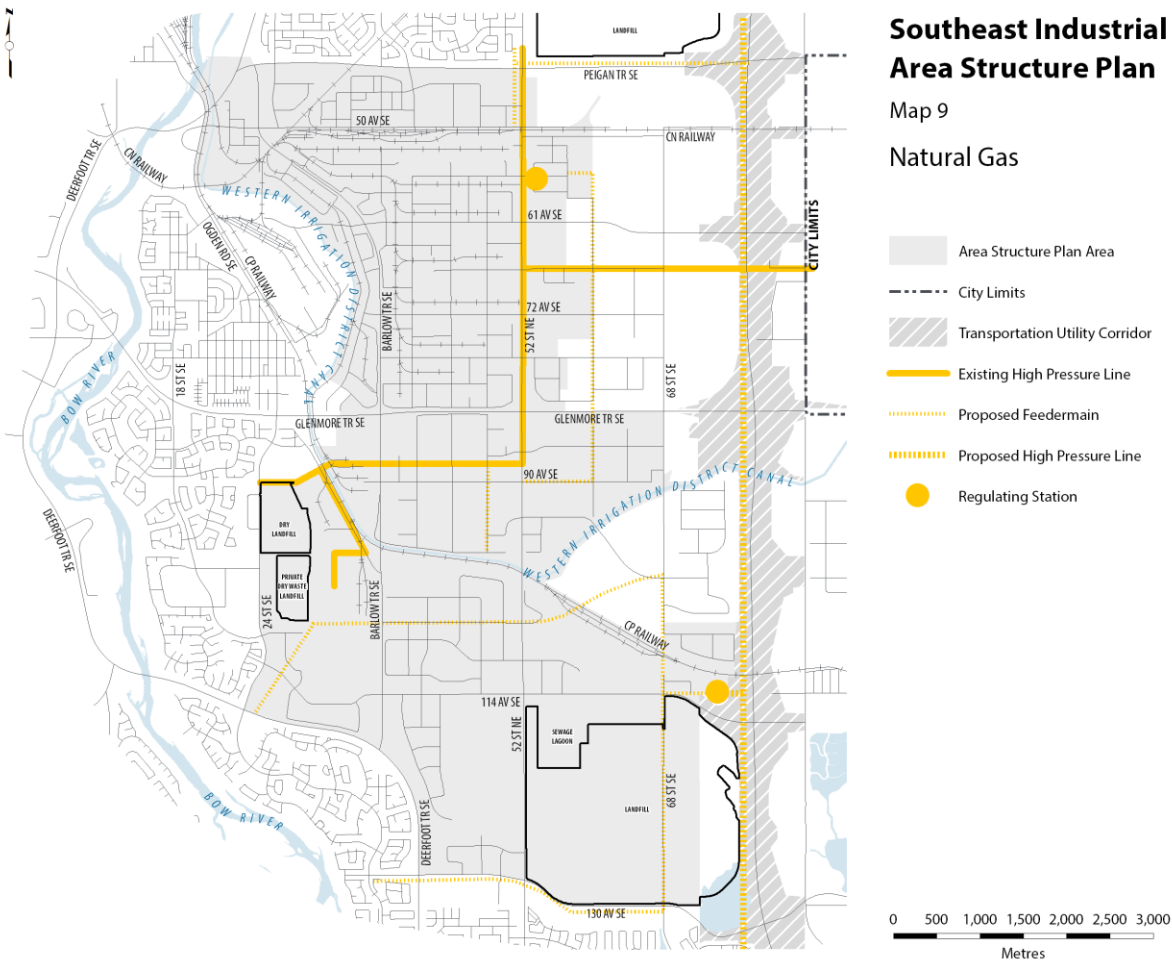 Southeast Industrial
Area Structure Plan
Map 9
Natural Gas
Area Structure Plan Area
City Limits
Transportation Utility Corridor
Existing High Pressure Line
Proposed Feedermain
Proposed High Pressure Line
Regulating Station
0 500 1,000 1,500 2,000 2,500 3,000
Metres
LANDFILL
PEIGAN TR SE
50 AV SE
CN RAILWAY
DEERFOOT TR SE
CN RAILWAY
WESTERN IRRIGATION DISTRICT CANAL
OGDEN RD SE
CP RAILWAY
61 AV SE
CITY LIMITS
BARLOW TR SE
72 AV SE
52 ST NE
68 ST SE
18 ST SE
BOW RIVER
GLENMORE TR SE
GLENMORE TR SE
90 AV SE
WESTERN IRRIGATION DISTRICT CANAL
DRY
LANDFILL
DEERFOOT TR SE
PRIVATE
DRY WASTE
LANDFILL
24 ST SE
BARLOW TR SE
CP RAILWAY
114 AV SE
52 ST NE
SEWAGE
LAGOON
LANDFILL
68 ST SE
BOW RIVER
DEERFOOT TR SE
130 AV SE